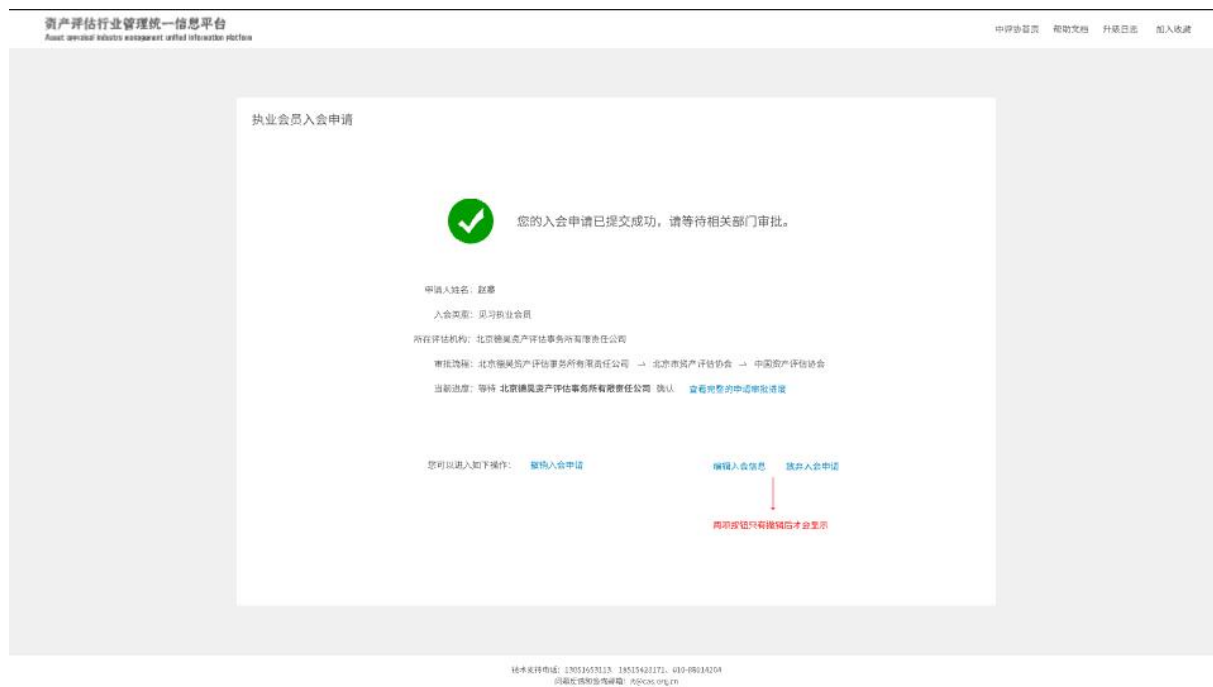 资产评估行业管理统一信息平台
Asset appraisal industry management unified information platform
中评协首页 帮助文档 升级日志 加入收藏
执业会员入会申请
您的入会申请已提交成功，请等待相关部门审批。
申请人姓名：赵
入会类型：见习执业会员
所在评估机构：北京德昊资产评估事务所有限责任公司
审批流程：北京德昊资产评估事务所有限责任公司 → 北京市资产评估协会 → 中国资产评估协会
当前进度：等待 北京德昊资产评估事务所有限责任公司 确认 查看完整的申请审批进度
您可以进入如下操作： 撤销入会申请 编辑入会信息 放弃入会申请
两项按钮只有撤销后才会显示
技术支持电话：
问题反馈和咨询邮箱：